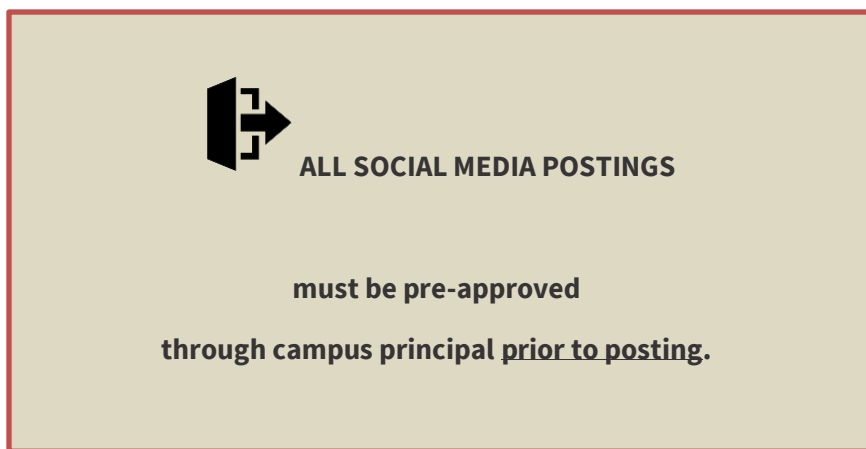 ALL SOCIAL MEDIA POSTINGS
must be pre-approved
through campus principal prior to posting.